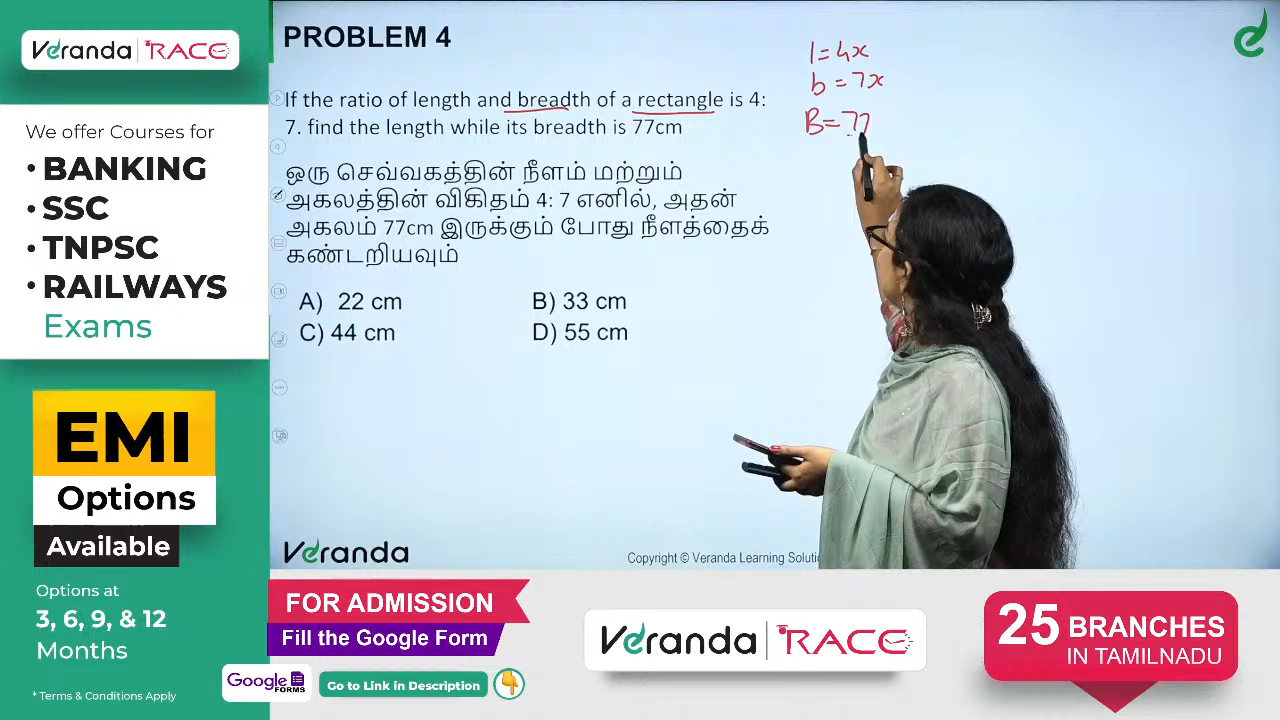 Veranda RACE
We offer Courses for
• BANKING
• SSC
• TNPSC
• RAILWAYS
Exams
EMI
Options
Available
Options at
3, 6, 9, & 12
Months
* Terms & Conditions Apply
PROBLEM 4
If the ratio of length and breadth of a rectangle is 4:
7. find the length while its breadth is 77cm
ஒரு செவ்வகத்தின் நீளம் மற்றும்
அகலத்தின் விகிதம் 4: 7 எனில், அதன்
அகலம் 77cm இருக்கும் போது நீளத்தைக்
கண்டறியவும்
A) 22 cm B) 33 cm
C) 44 cm D) 55 cm
l = 4x
b = 7x
B = 77
Veranda
Copyright © Veranda Learning Solutio
FOR ADMISSION
Fill the Google Form
Google FORMS
Go to Link in Description
Veranda RACE
25 BRANCHES
IN TAMILNADU